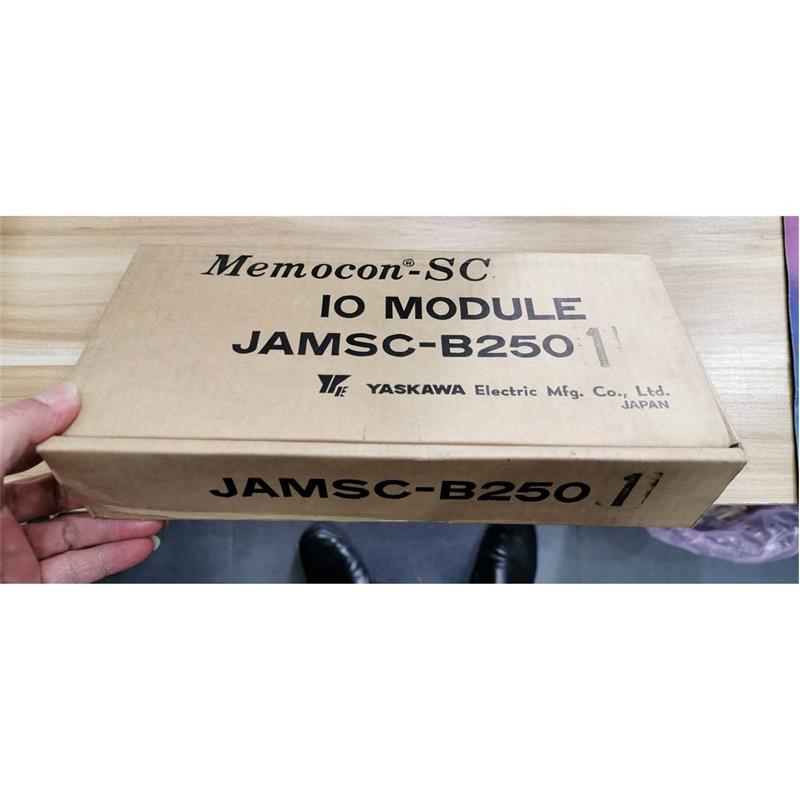 Memocon®-SC
IO MODULE
JAMSC-B250 1
YASKAWA Electric Mfg. Co., Ltd.
JAPAN
JAMSC-B250 1